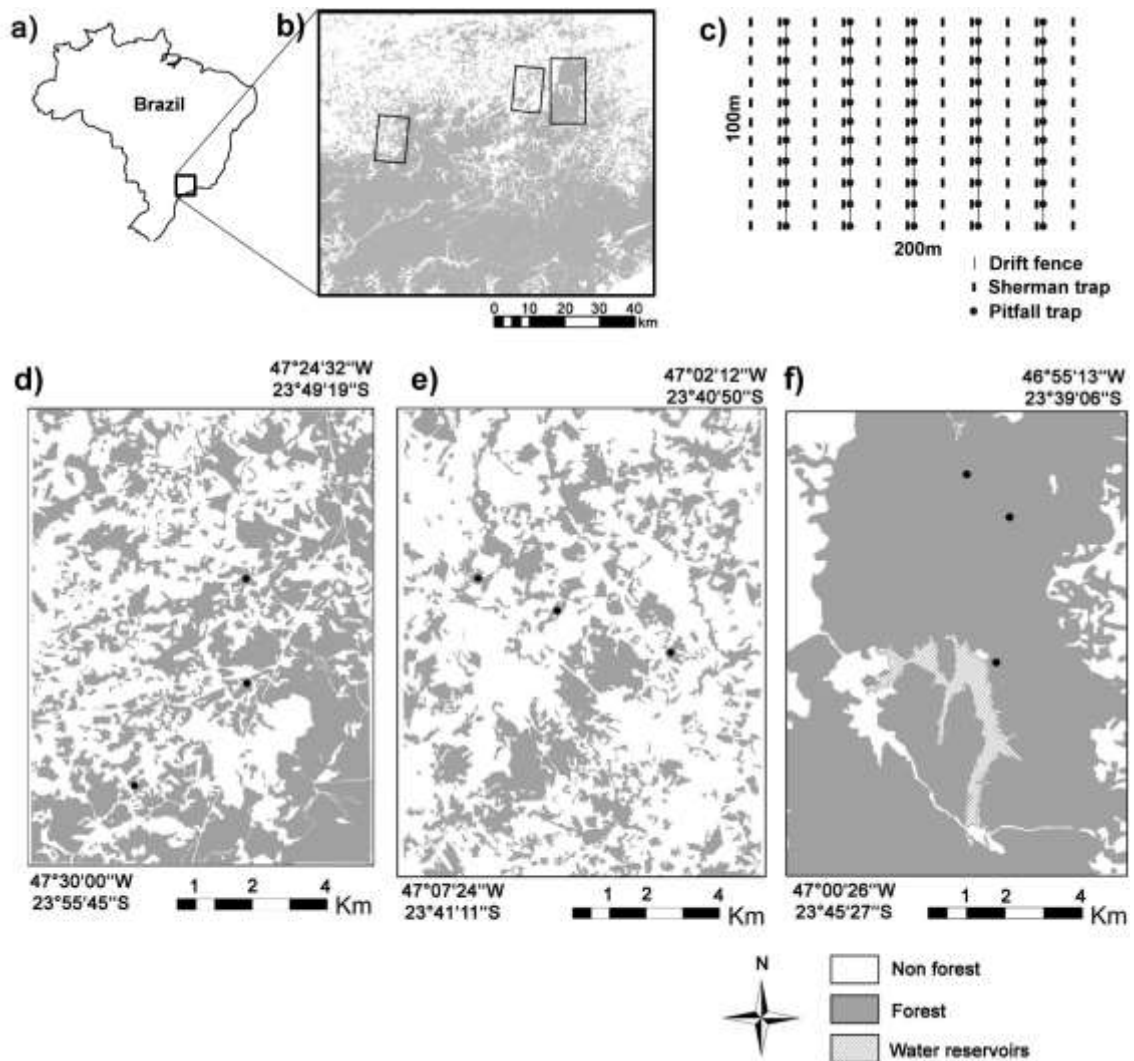 a)
Brazil
b)
0 10 20 30 40
km
c)
100m
200m
Drift fence
Sherman trap
Pitfall trap
d)
47°24'32"W
23°49'19"S
47°30'00"W
23°55'45"S
1 2 4
Km
e)
47°02'12"W
23°40'50"S
47°07'24"W
23°41'11"S
1 2 4
Km
f)
46°55'13"W
23°39'06"S
47°00'26"W
23°45'27"S
1 2 4
Km
N
Non forest
Forest
Water reservoirs